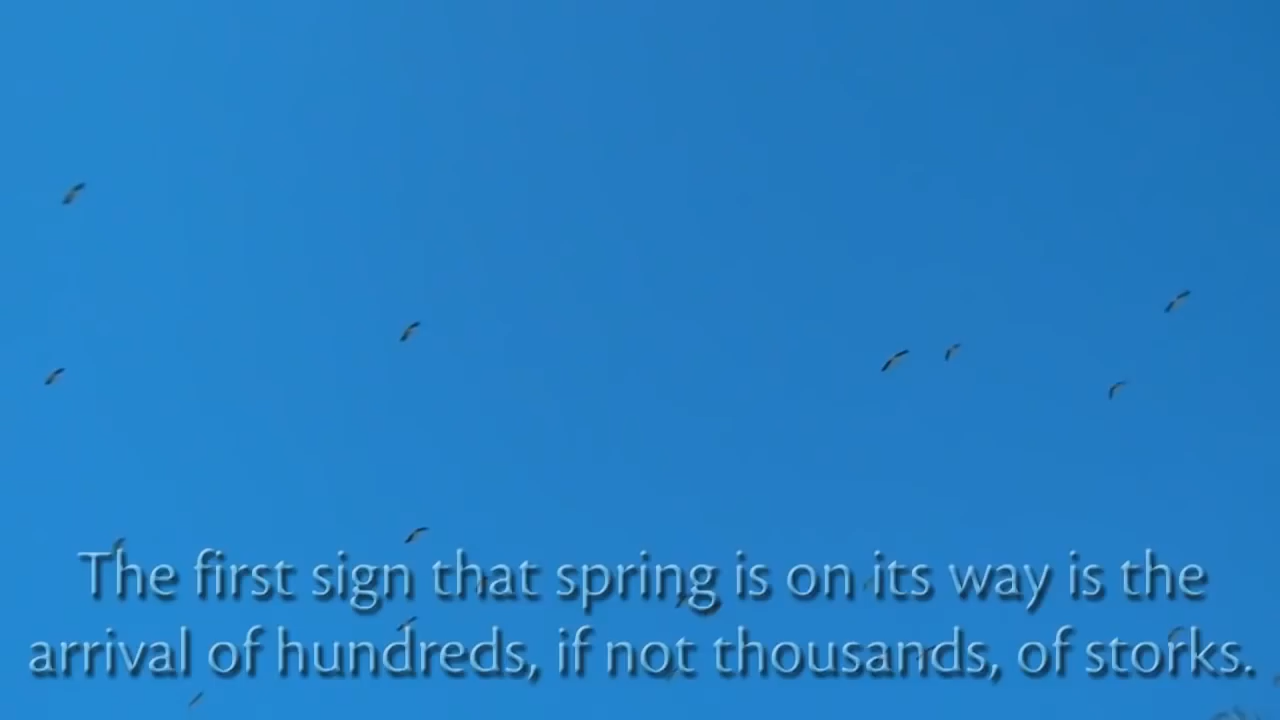 The first sign that spring is on its way is the
arrival of hundreds, if not thousands, of storks.